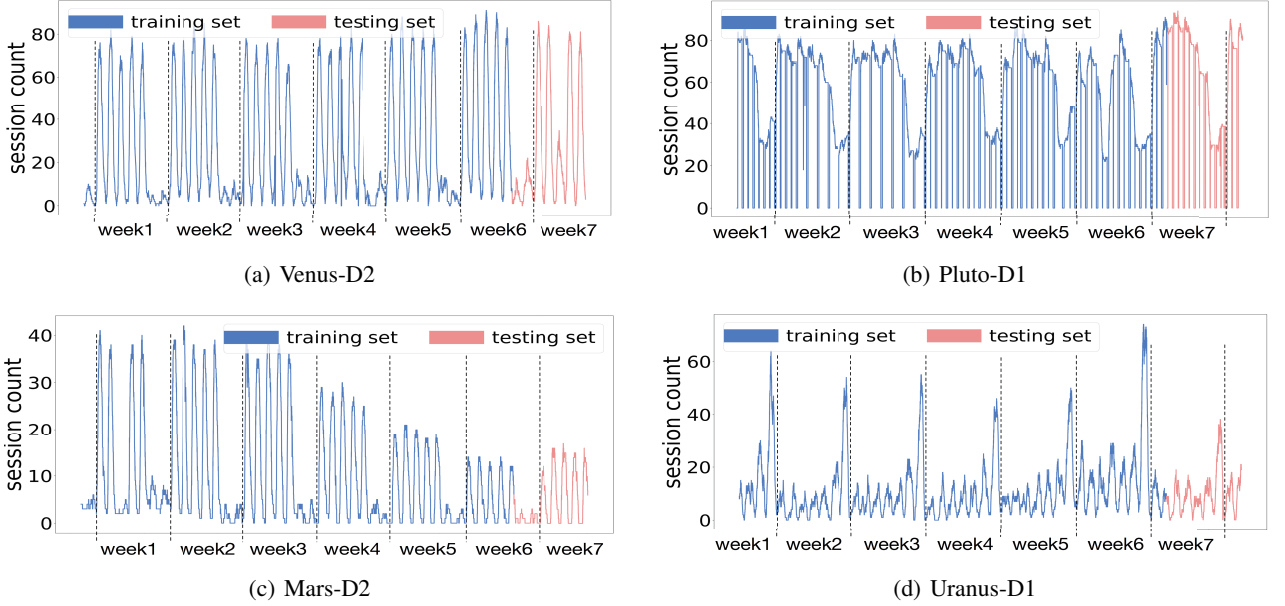 training set testing set
session count
80
60
40
20
0
week1 week2 week3 week4 week5 week6 week7
(a) Venus-D2
training set testing set
session count
80
60
40
20
0
week1 week2 week3 week4 week5 week6 week7
(b) Pluto-D1
training set testing set
session count
40
30
20
10
0
week1 week2 week3 week4 week5 week6 week7
(c) Mars-D2
training set testing set
session count
60
40
20
0
week1 week2 week3 week4 week5 week6 week7
(d) Uranus-D1